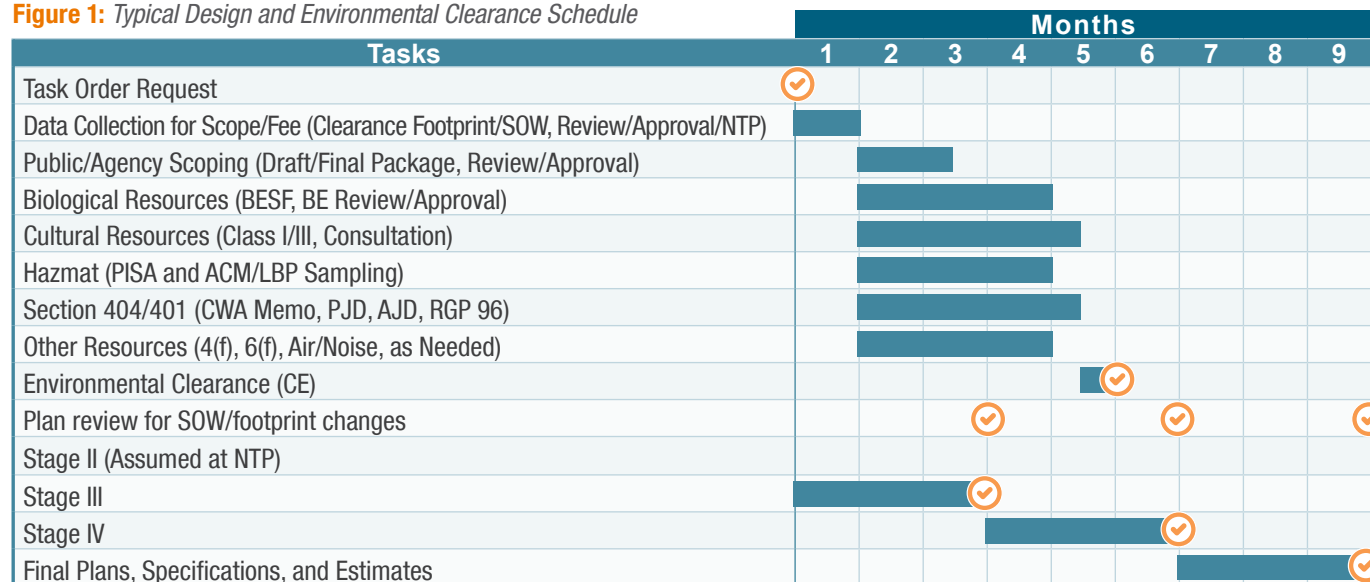 Figure 1: Typical Design and Environmental Clearance Schedule
Months
Tasks 1 2 3 4 5 6 7 8 9
Task Order Request
Data Collection for Scope/Fee (Clearance Footprint/SOW, Review/Approval/NTP)
Public/Agency Scoping (Draft/Final Package, Review/Approval)
Biological Resources (BESF, BE Review/Approval)
Cultural Resources (Class I/III, Consultation)
Hazmat (PISA and ACM/LBP Sampling)
Section 404/401 (CWA Memo, PJD, AJD, RGP 96)
Other Resources (4(f), 6(f), Air/Noise, as Needed)
Environmental Clearance (CE)
Plan review for SOW/footprint changes
Stage II (Assumed at NTP)
Stage III
Stage IV
Final Plans, Specifications, and Estimates